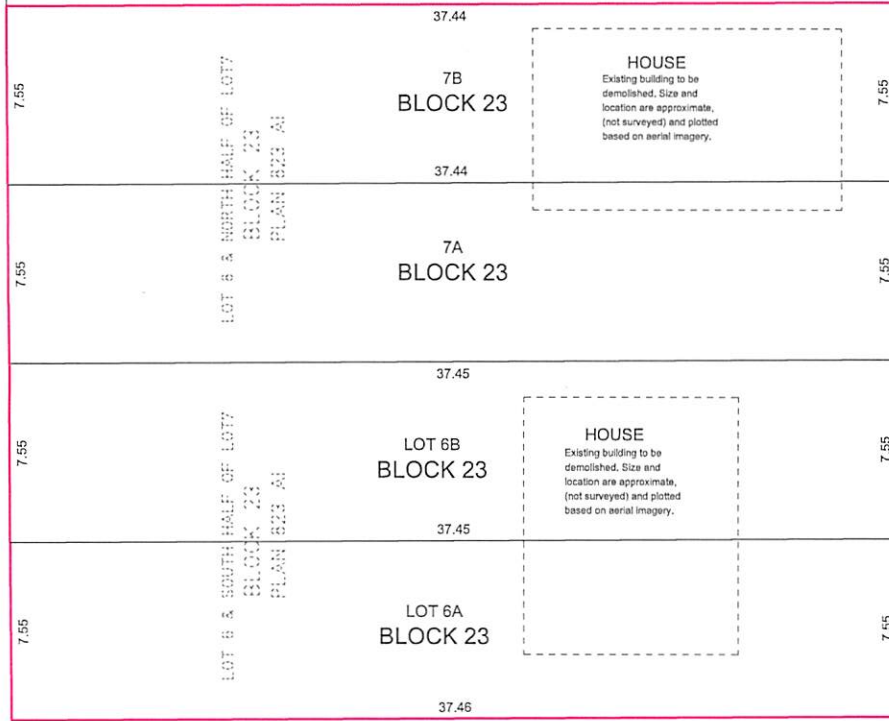 37.44
7B
BLOCK 23
HOUSE
Existing building to be
demolished. Size and
location are approximate,
(not surveyed) and plotted
based on aerial imagery.
7.55
7.55
37.44
LOT 6 & NORTH HALF OF LOT7
BLOCK 23
PLAN 623 AI
7A
BLOCK 23
7.55
7.55
37.45
LOT 6B
BLOCK 23
HOUSE
Existing building to be
demolished. Size and
location are approximate,
(not surveyed) and plotted
based on aerial imagery.
7.55
7.55
37.45
LOT 6 & SOUTH HALF OF LOT7
BLOCK 23
PLAN 623 AI
LOT 6A
BLOCK 23
7.55
7.55
37.46